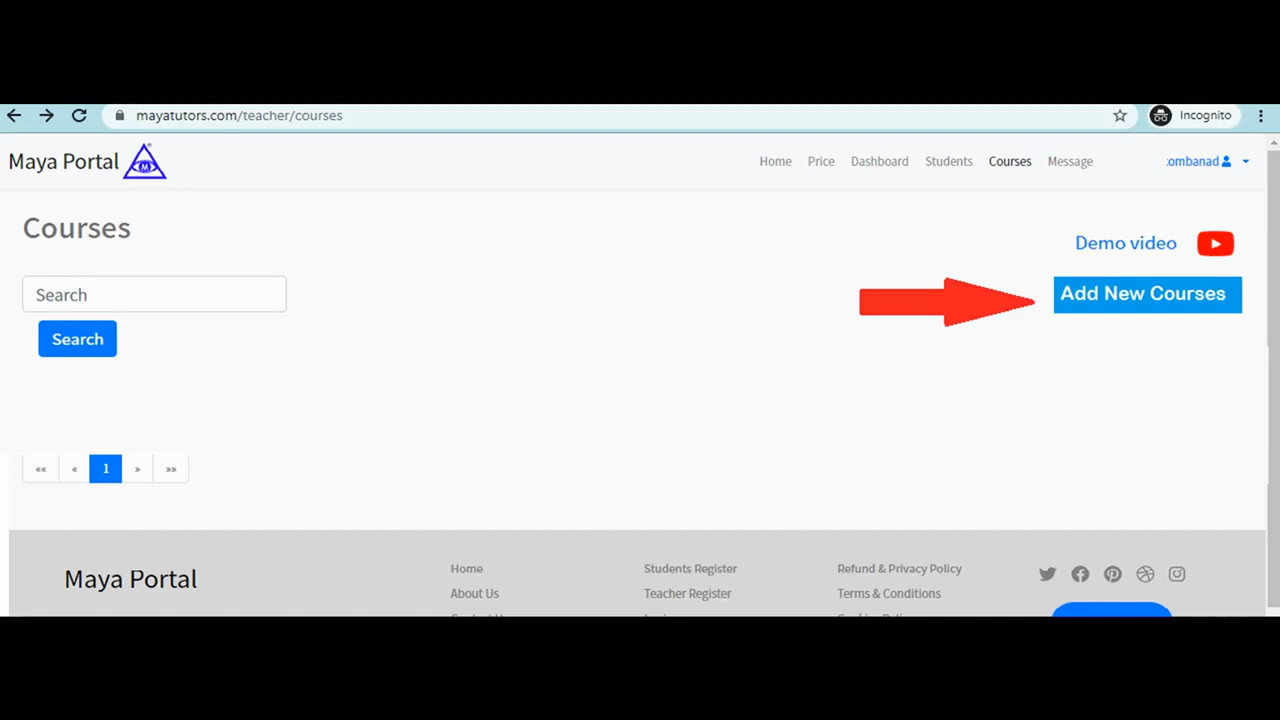 mayatutors.com/teacher/courses
Incognito
Maya Portal M
Home Price Dashboard Students Courses Message
Courses
Demo video
Search
Add New Courses
Search
«« « 1 » »»
Maya Portal
Home Students Register Refund & Privacy Policy
About Us Teacher Register Terms & Conditions